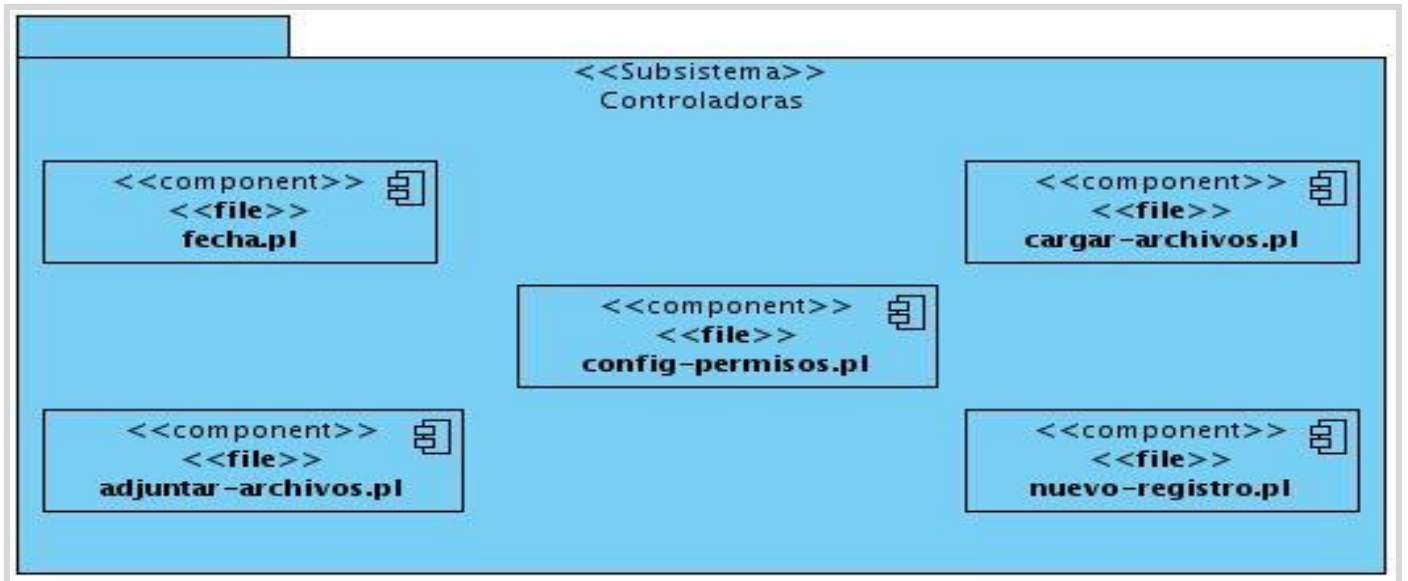 <<Subsistema>>
Controladoras
<<component>>
<<file>>
fecha.pl
<<component>>
<<file>>
cargar-archivos.pl
<<component>>
<<file>>
config-permisos.pl
<<component>>
<<file>>
adjuntar-archivos.pl
<<component>>
<<file>>
nuevo-registro.pl